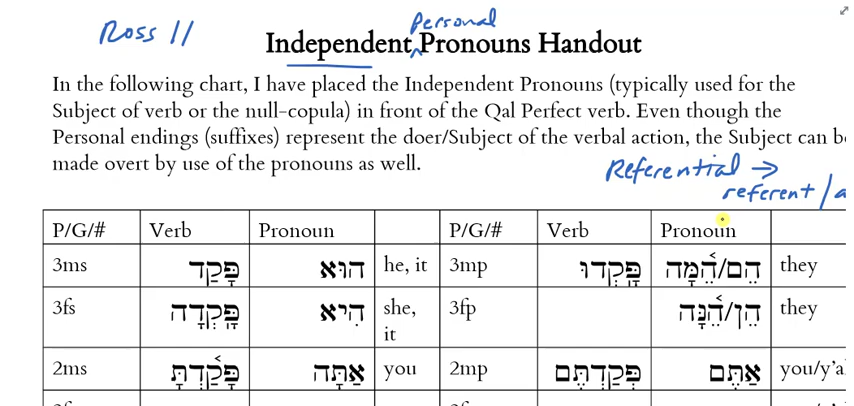 Ross 11
Personal
Independent Pronouns Handout
In the following chart, I have placed the Independent Pronouns (typically used for the
Subject of verb or the null-copula) in front of the Qal Perfect verb. Even though the
Personal endings (suffixes) represent the doer/Subject of the verbal action, the Subject can be
made overt by use of the pronouns as well.
Referential →
referent/a
P/G/# Verb Pronoun P/G/# Verb Pronoun
3ms פָּקַד הוּא he, it 3mp פָּֽקְדוּ הֵם/הֵ֫מָּה they
3fs פָּֽקְדָה הִיא she, it 3fp הֵן/הֵ֫נָּה they
2ms פָּקַ֫דְתָּ אַתָּה you 2mp פְּקַדְתֶּם אַתֶּם you/y'al